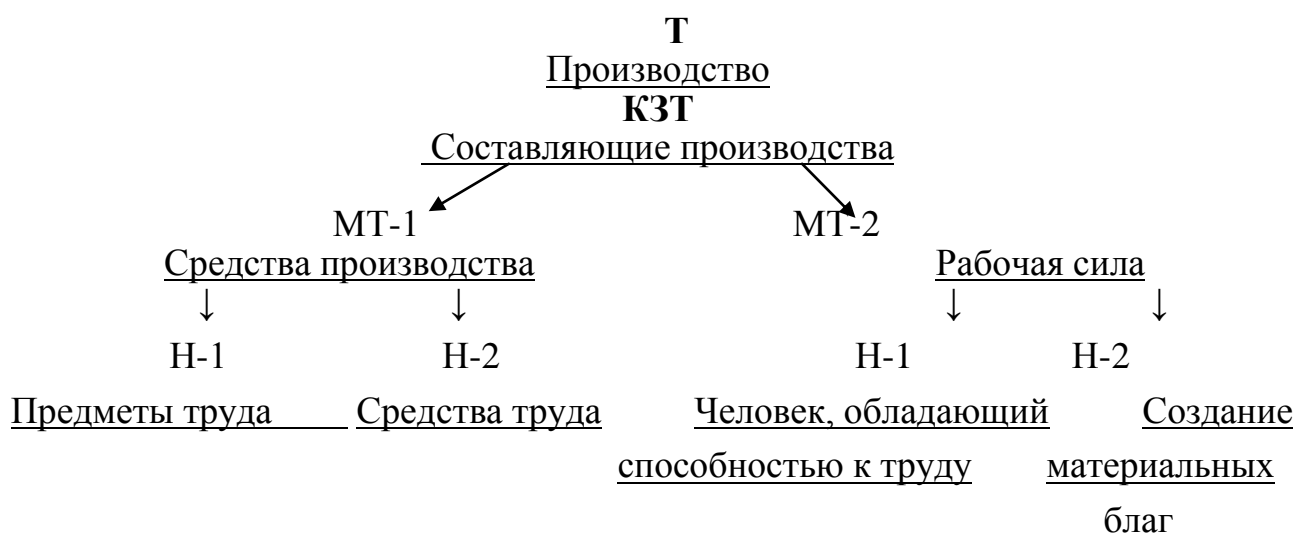 Т
Производство
КЗТ
Составляющие производства
МТ-1 МТ-2
Средства производства Рабочая сила
↓ ↓ ↓ ↓
Н-1 Н-2 Н-1 Н-2
Предметы труда Средства труда Человек, обладающий Создание
способностью к труду материальных
благ